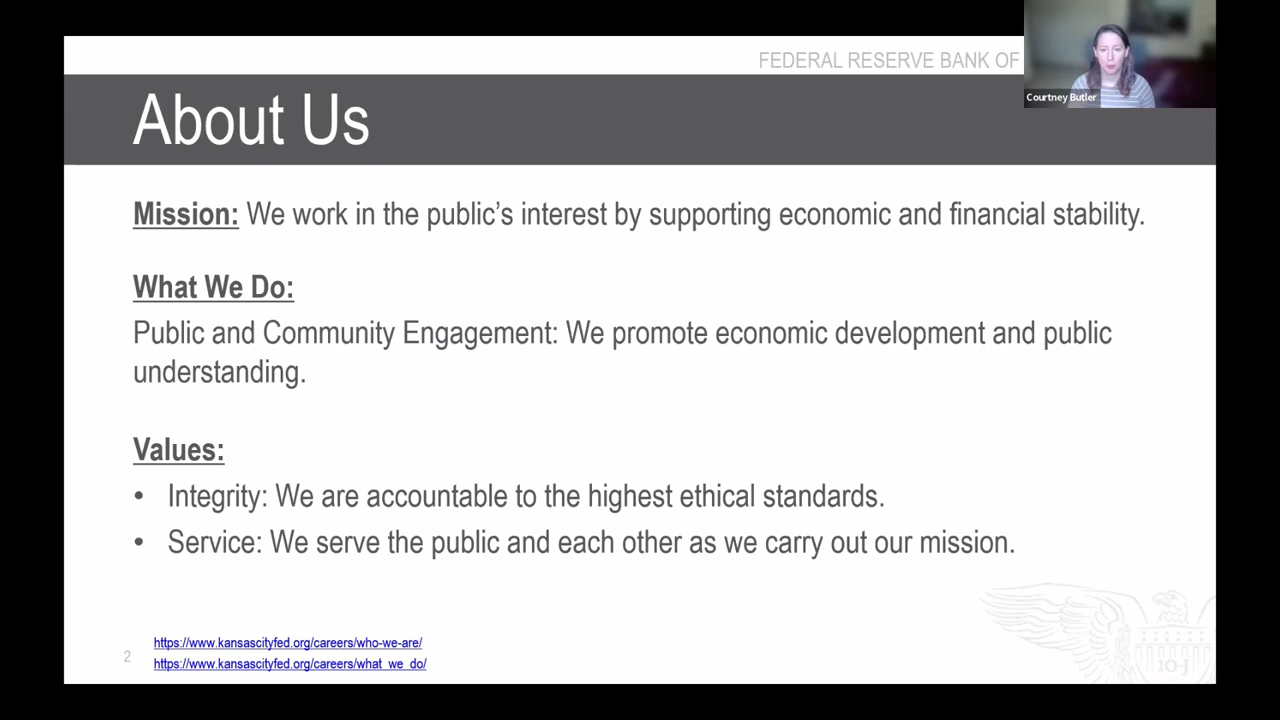 FEDERAL RESERVE BANK OF
Courtney Butler
About Us
Mission: We work in the public’s interest by supporting economic and financial stability.
What We Do:
Public and Community Engagement: We promote economic development and public
understanding.
Values:
• Integrity: We are accountable to the highest ethical standards.
• Service: We serve the public and each other as we carry out our mission.
https://www.kansascityfed.org/careers/who-we-are/
2
https://www.kansascityfed.org/careers/what_we_do/
10-J